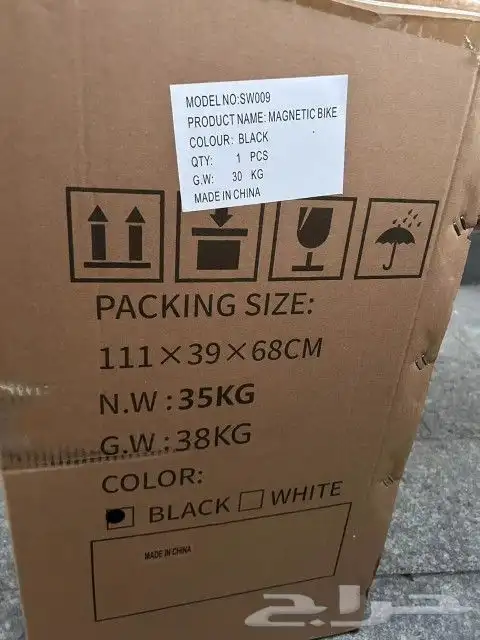 MODEL NO:SW009
PRODUCT NAME: MAGNETIC BIKE
COLOUR: BLACK
QTY: 1 PCS
G.W: 30 KG
MADE IN CHINA
PACKING SIZE:
111×39×68CM
N.W:35KG
G.W:38KG
COLOR:
BLACK WHITE
MADE IN CHINA
حراج